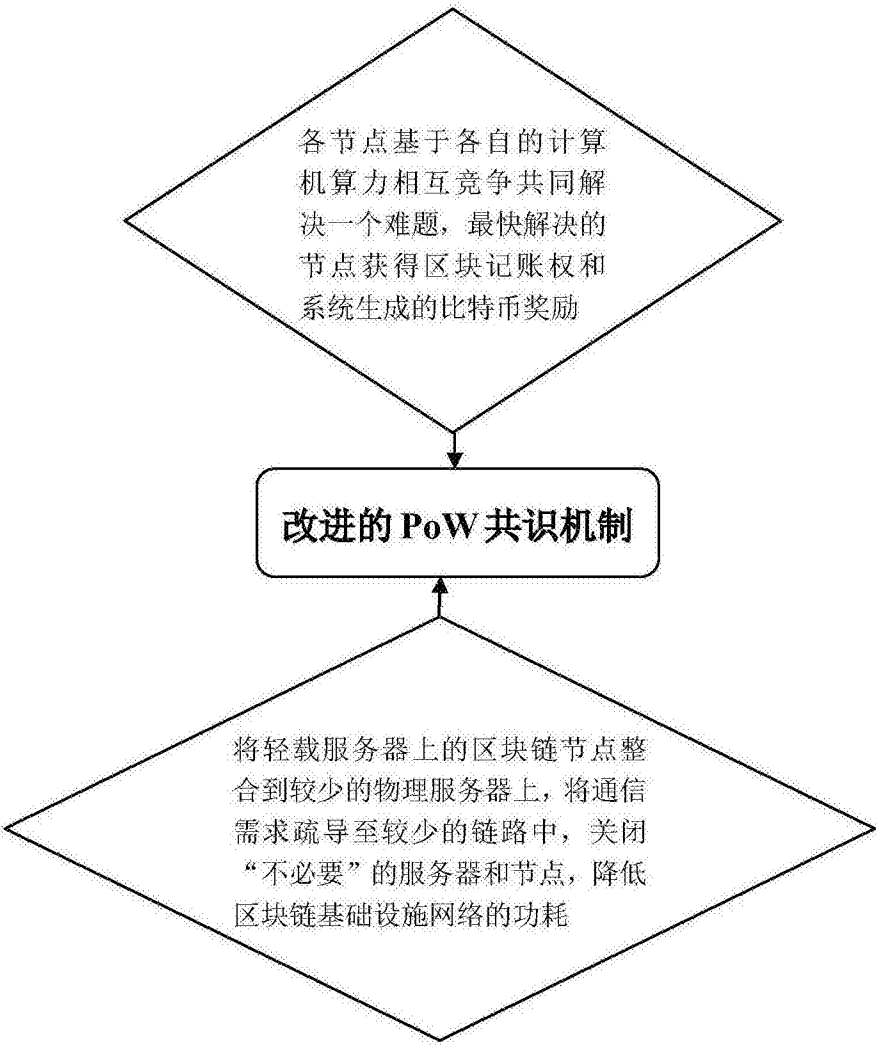 各节点基于各自的计算
机算力相互竞争共同解
决一个难题，最快解决的
节点获得区块记账权和
系统生成的比特币奖励
改进的PoW共识机制
将轻载服务器上的区块链节点整
合到较少的物理服务器上，将通信
需求疏导至较少的链路中，关闭
“不必要”的服务器和节点，降低
区块链基础设施网络的功耗